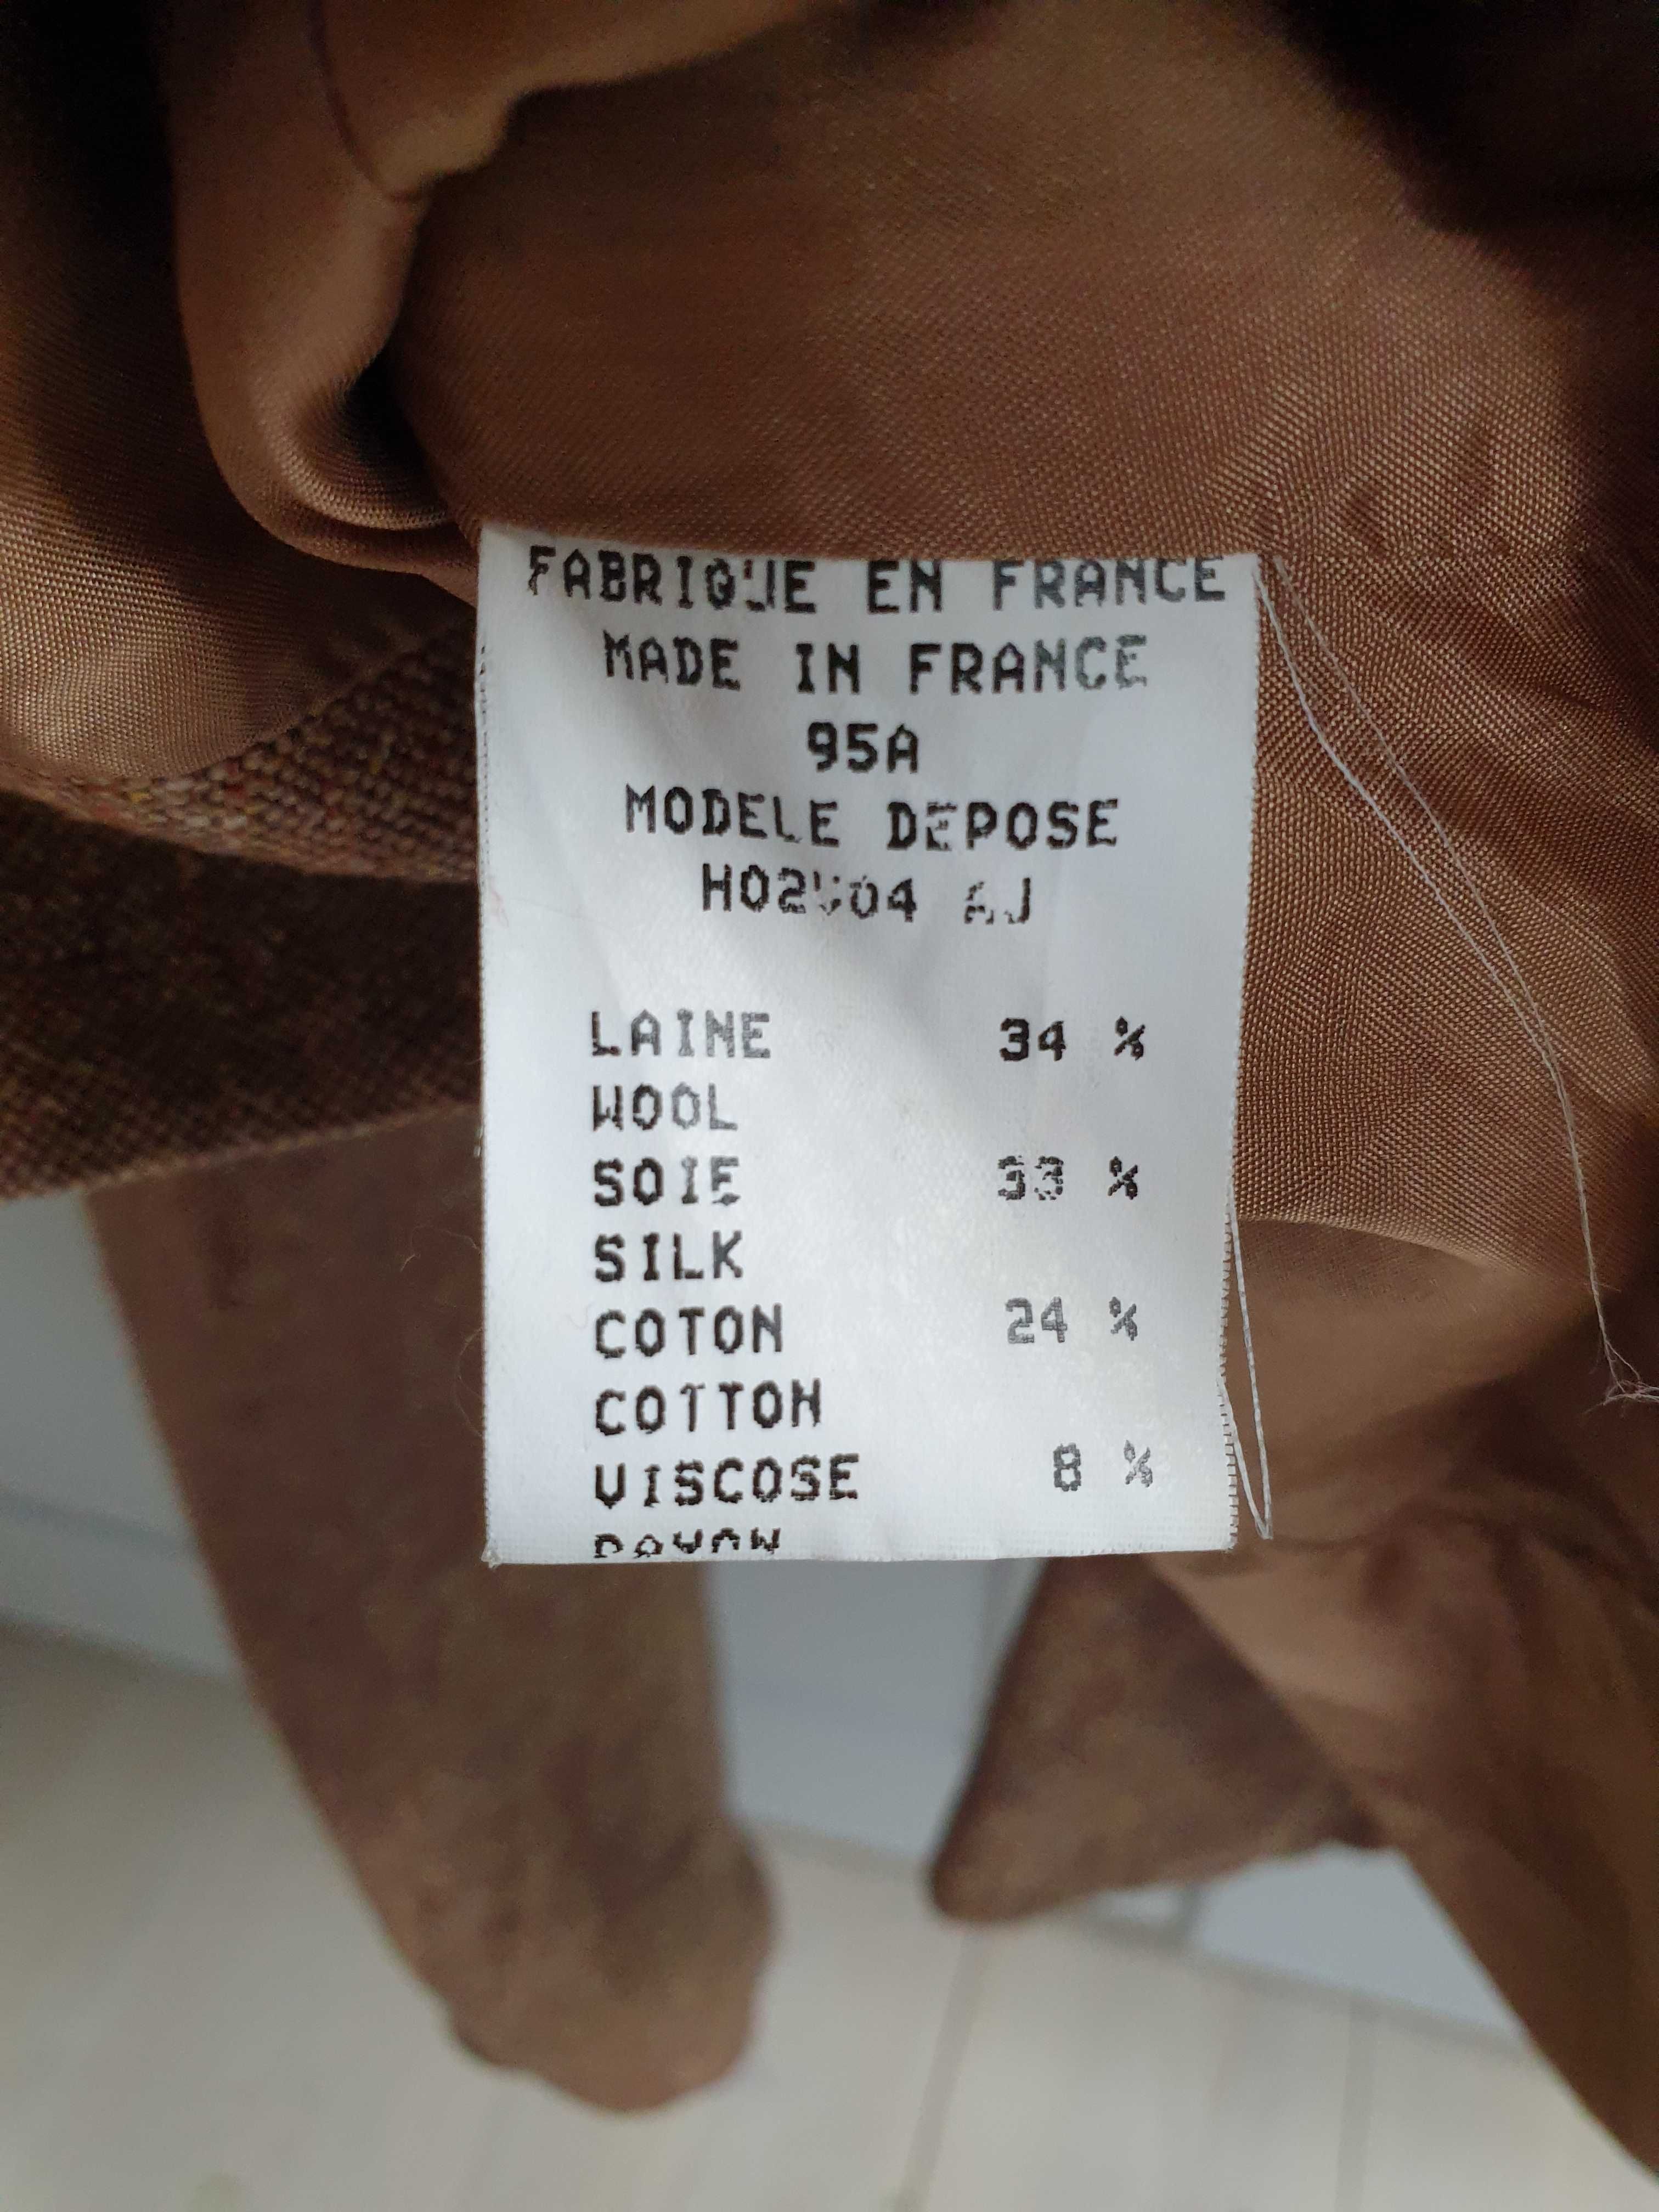 FABRIQUE EN FRANCE
MADE IN FRANCE
95A
MODELE DEPOSE
LAINE 34 %
WOOL
SOIE 33 %
SILK
COTON 24 %
COTTON
VISCOSE 8 %
RAYON